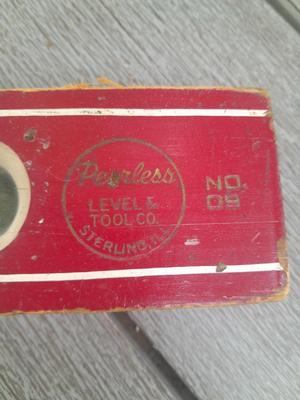 Peerless
LEVEL &
TOOL CO.
STERLING, ILL
NO.
09